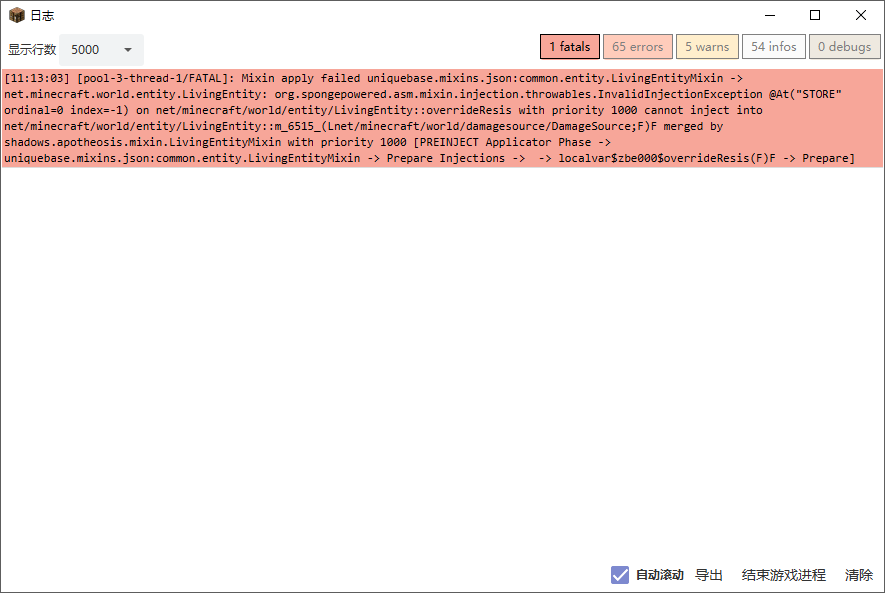 日志
显示行数 5000 1 fatals 65 errors 5 warns 54 infos 0 debugs
[11:13:03] [pool-3-thread-1/FATAL]: Mixin apply failed uniquebase.mixins.json:common.entity.LivingEntityMixin ->
net.minecraft.world.entity.LivingEntity: org.spongepowered.asm.mixin.injection.throwables.InvalidInjectionException @At("STORE"
ordinal=0 index=-1) on net/minecraft/world/entity/LivingEntity::overrideResis with priority 1000 cannot inject into
net/minecraft/world/entity/LivingEntity::m_6515_(Lnet/minecraft/world/damagesource/DamageSource;F)F merged by
shadows.apotheosis.mixin.LivingEntityMixin with priority 1000 [PREINJECT Applicator Phase ->
uniquebase.mixins.json:common.entity.LivingEntityMixin -> Prepare Injections ->  -> localvar$zbe000$overrideResis(F)F -> Prepare]
自动滚动 导出 结束游戏进程 清除